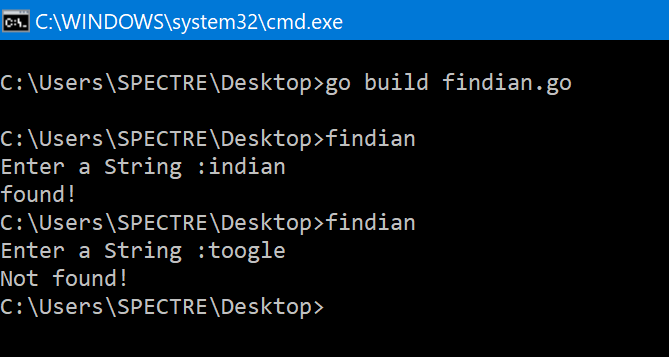 C:\WINDOWS\system32\cmd.exe
C:\Users\SPECTRE\Desktop>go build findian.go
C:\Users\SPECTRE\Desktop>findian
Enter a String :indian
found!
C:\Users\SPECTRE\Desktop>findian
Enter a String :toogle
Not found!
C:\Users\SPECTRE\Desktop>